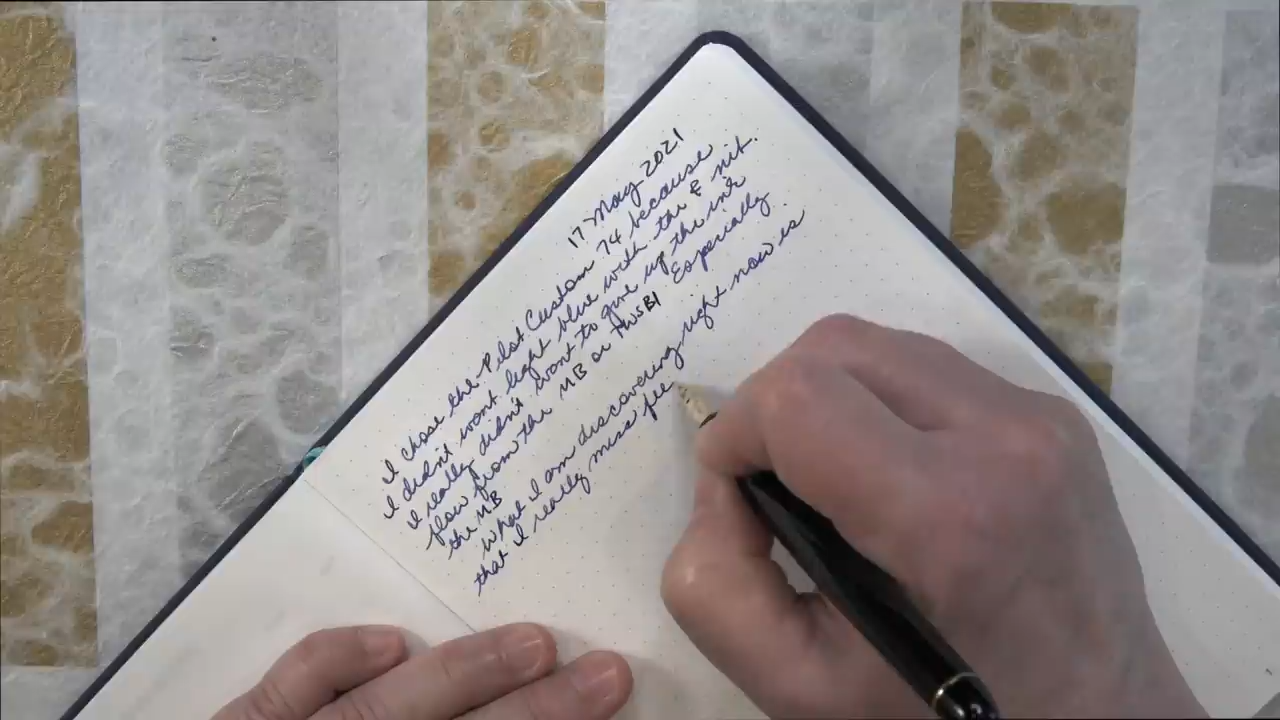 17 May 2021
I chose the Pilot Custom 74 because
I didn't want light blue with the & nit.
I really didn't want to give up the ink
flow from the MB or TWSBI Especially
the MB
What I am discovering right now is
that I really miss fee